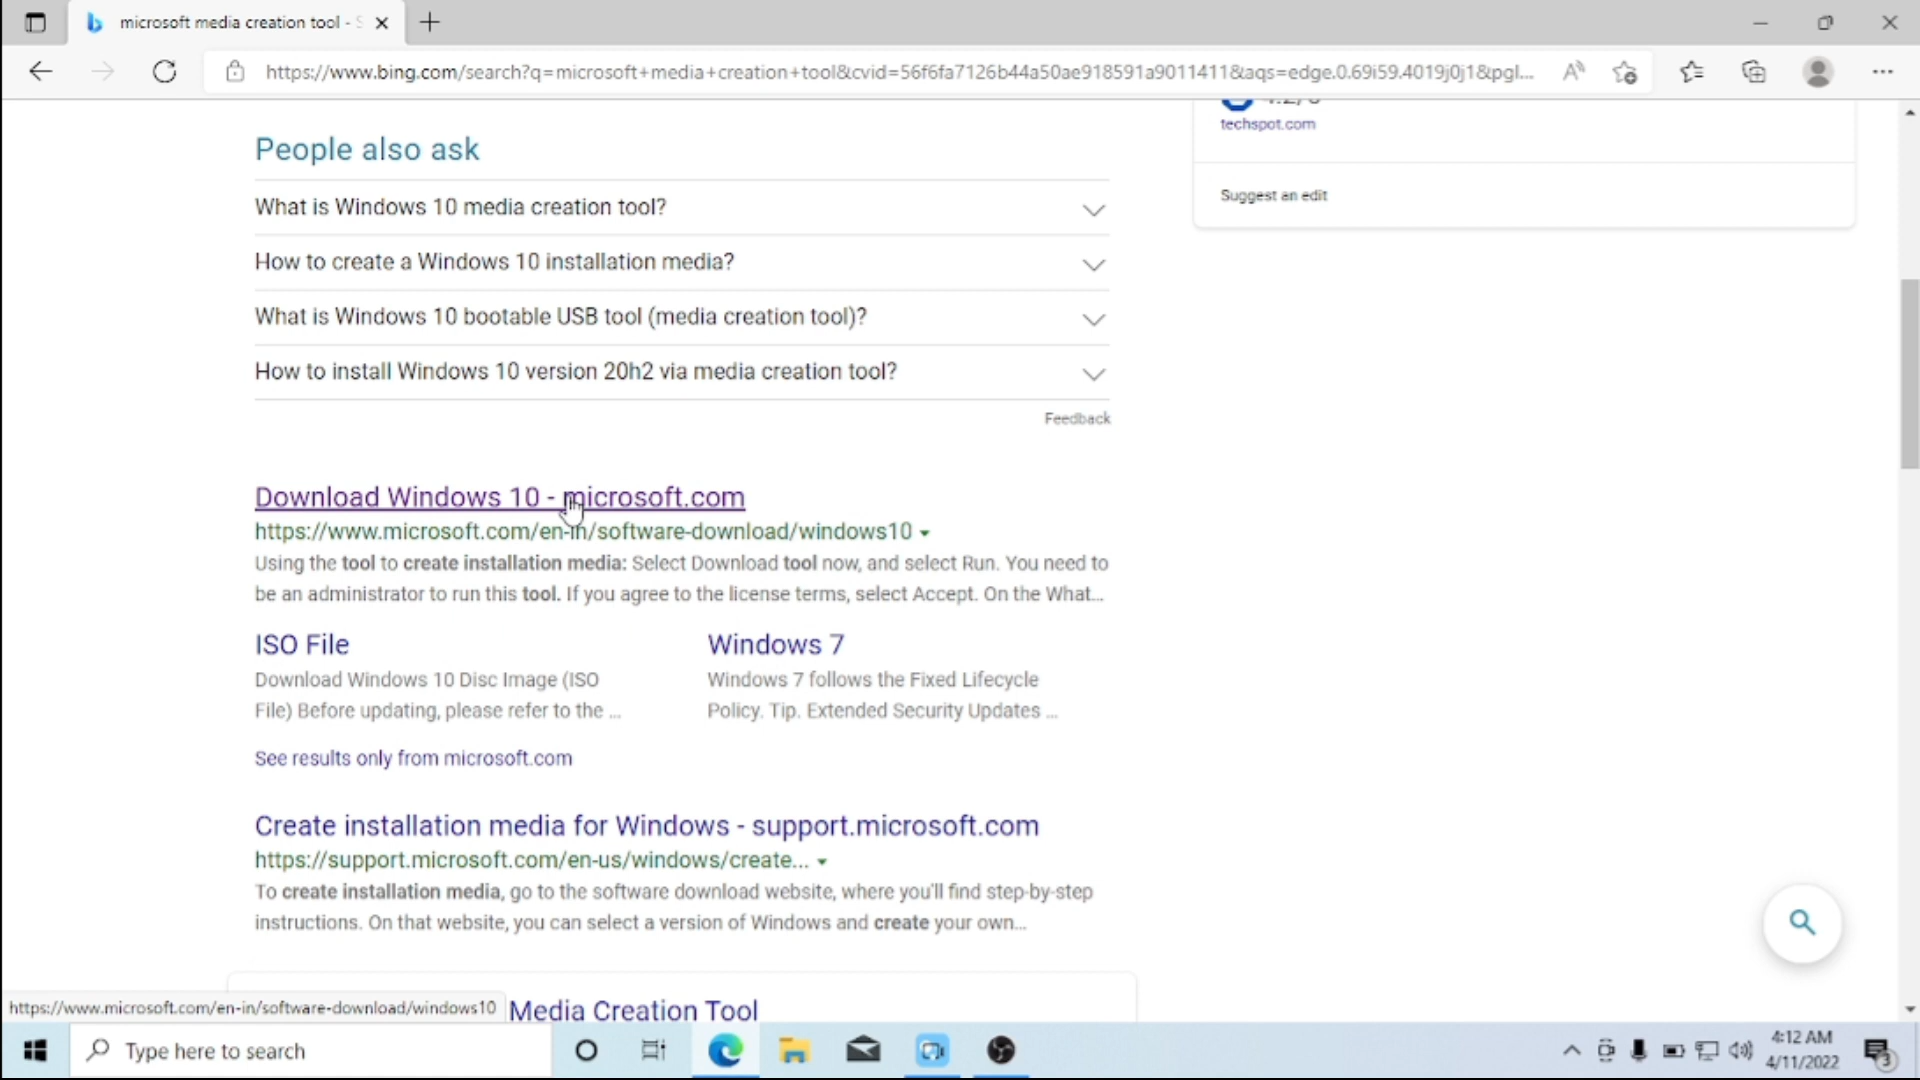 microsoft media creation tool - S
https://www.bing.com/search?q=microsoft+media+creation+tool&cvid=56f6fa7126b44a50ae918591a9011411&aqs=edge.0.69i59.4019j0j1&pgl...
techspot.com
Suggest an edit
People also ask
What is Windows 10 media creation tool?
How to create a Windows 10 installation media?
What is Windows 10 bootable USB tool (media creation tool)?
How to install Windows 10 version 20h2 via media creation tool?
Feedback
Download Windows 10 - microsoft.com
https://www.microsoft.com/en-in/software-download/windows10
Using the tool to create installation media: Select Download tool now, and select Run. You need to
be an administrator to run this tool. If you agree to the license terms, select Accept. On the What...
ISO File
Download Windows 10 Disc Image (ISO
File) Before updating, please refer to the ...
Windows 7
Windows 7 follows the Fixed Lifecycle
Policy. Tip. Extended Security Updates ...
See results only from microsoft.com
Create installation media for Windows - support.microsoft.com
https://support.microsoft.com/en-us/windows/create...
To create installation media, go to the software download website, where you'll find step-by-step
instructions. On that website, you can select a version of Windows and create your own...
https://www.microsoft.com/en-in/software-download/windows10
Media Creation Tool
Type here to search
4:12 AM
4/11/2022
3